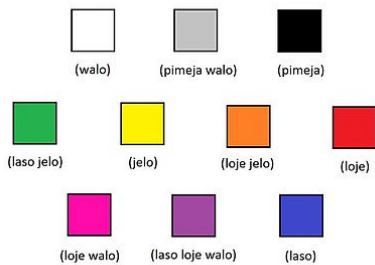 (walo) (pimeja walo) (pimeja)
(laso jelo) (jelo) (loje jelo) (loje)
(loje walo) (laso loje walo) (laso)